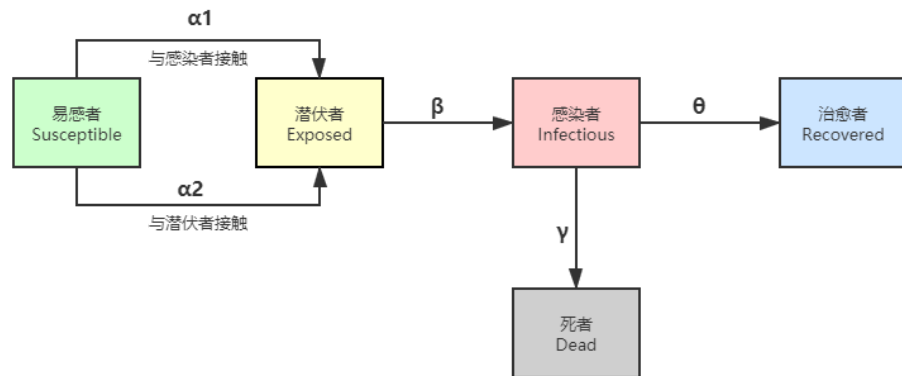 α1
与感染者接触
易感者
Susceptible
潜伏者
Exposed
β
感染者
Infectious
θ
治愈者
Recovered
α2
与潜伏者接触
γ
死者
Dead